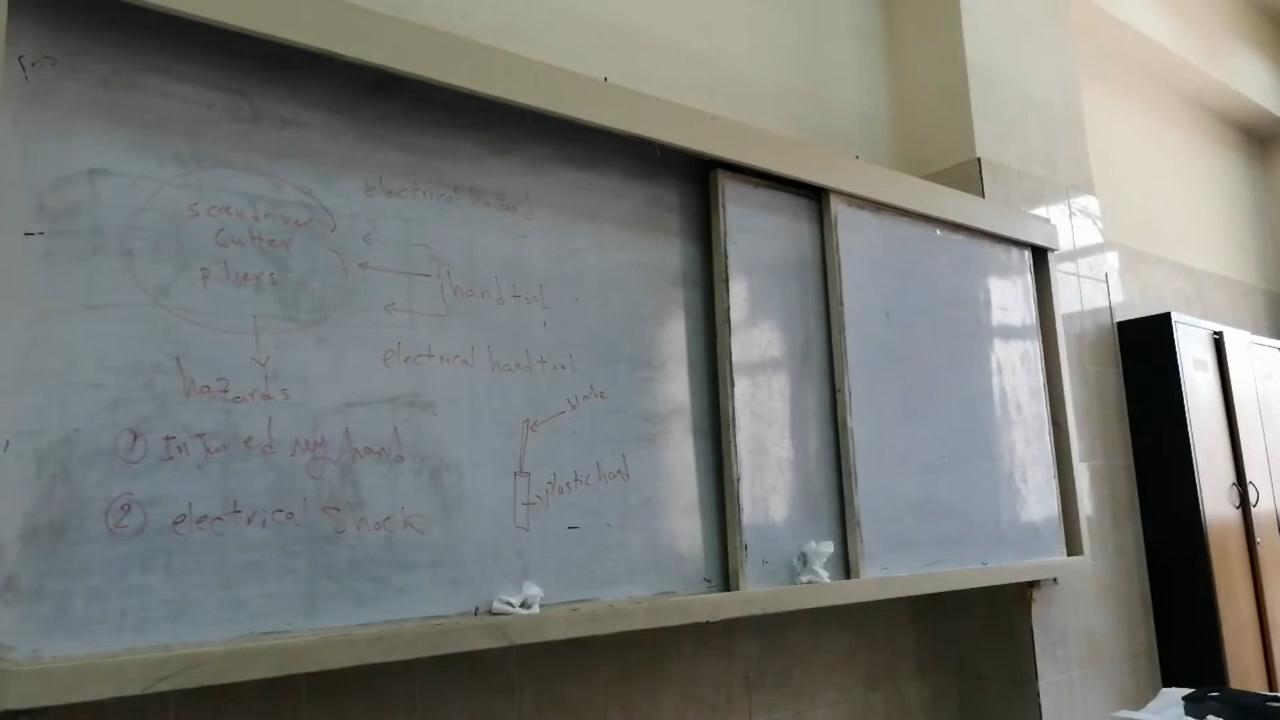 electrical hazard
screwdriver
Cutter
pliers
hand tool
electrical hand tool
hazards
blade
① Injuried my hand
plastic hand
② electrical Shock